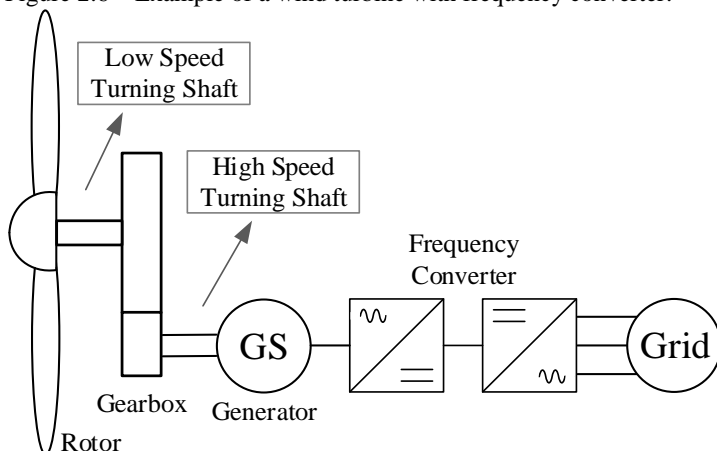 Figure 2.6 – Example of a wind turbine with frequency converter.
Low Speed
Turning Shaft
High Speed
Turning Shaft
Frequency
Converter
GS
Grid
Gearbox
Generator
Rotor